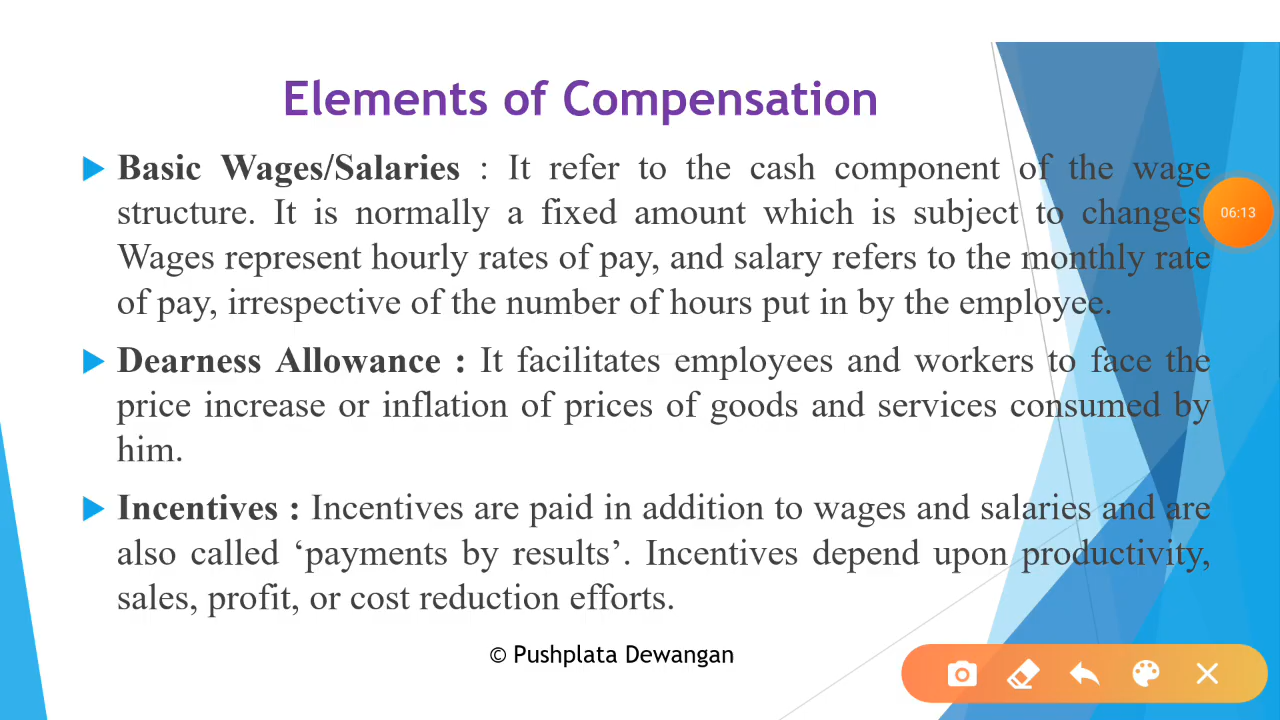 Elements of Compensation
Basic Wages/Salaries : It refer to the cash component of the wage
structure. It is normally a fixed amount which is subject to changes
Wages represent hourly rates of pay, and salary refers to the monthly rate
of pay, irrespective of the number of hours put in by the employee.
Dearness Allowance : It facilitates employees and workers to face the
price increase or inflation of prices of goods and services consumed by
him.
Incentives : Incentives are paid in addition to wages and salaries and are
also called ‘payments by results’. Incentives depend upon productivity,
sales, profit, or cost reduction efforts.
© Pushplata Dewangan
06:13